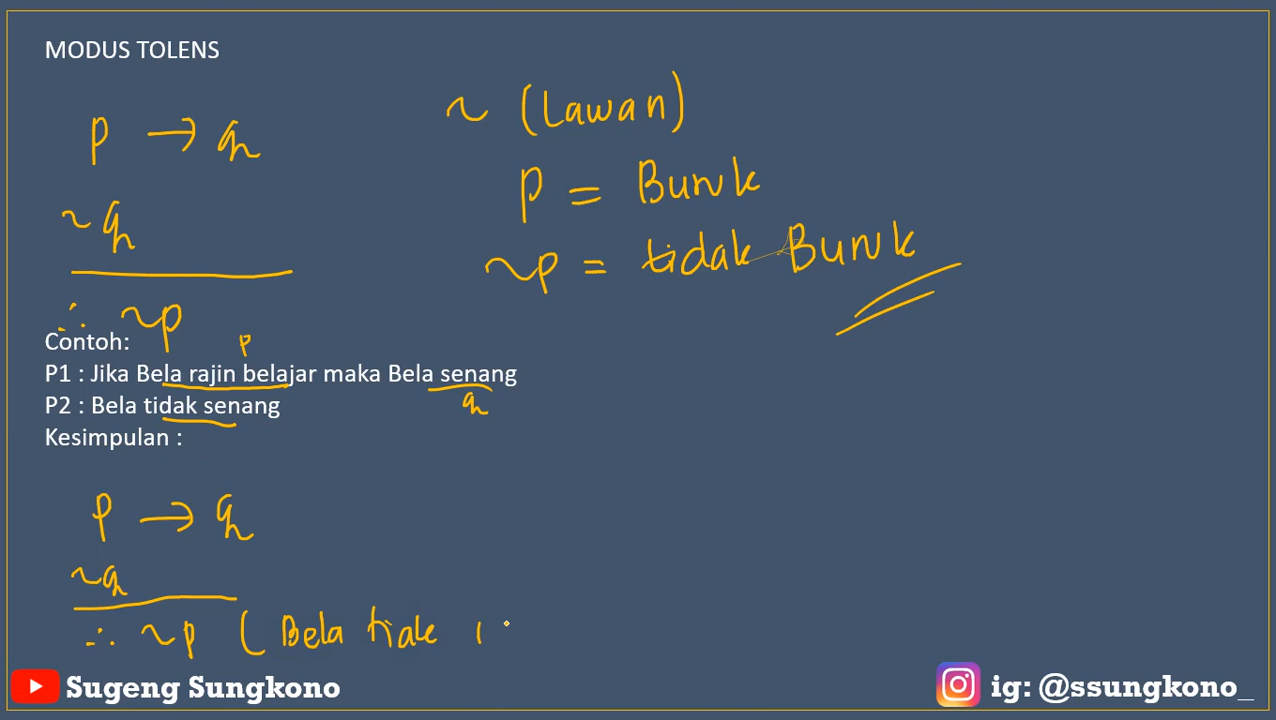 MODUS TOLENS
p → q
~q
∴ ~p
~ (Lawan)
p = Buruk
~p = tidak Buruk
Contoh:
p
P1 : Jika Bela rajin belajar maka Bela senang
q
P2 : Bela tidak senang
Kesimpulan :
p → q
~q
∴ ~p ( Bela tiak
Sugeng Sungkono
ig: @ssungkono_